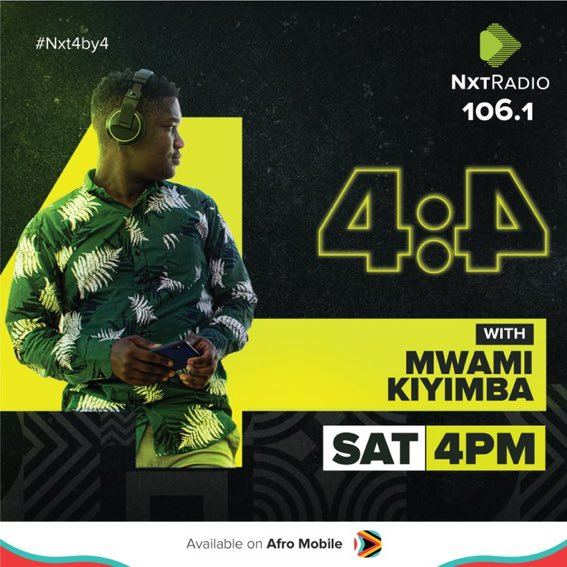 #Nxt4by4
NXTRADIO
106.1
4:4
WITH
MWAMI
KIYIMBA
SAT 4PM
Available on Afro Mobile